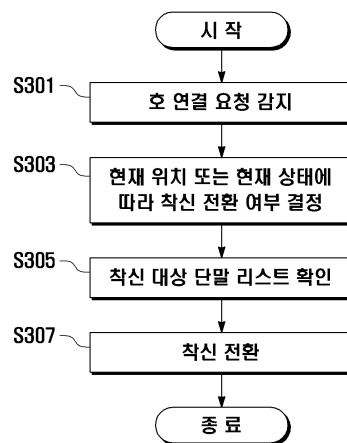 시 작
S301
호 연결 요청 감지
S303
현재 위치 또는 현재 상태에
따라 착신 전환 여부 결정
S305
착신 대상 단말 리스트 확인
S307
착신 전환
종 료